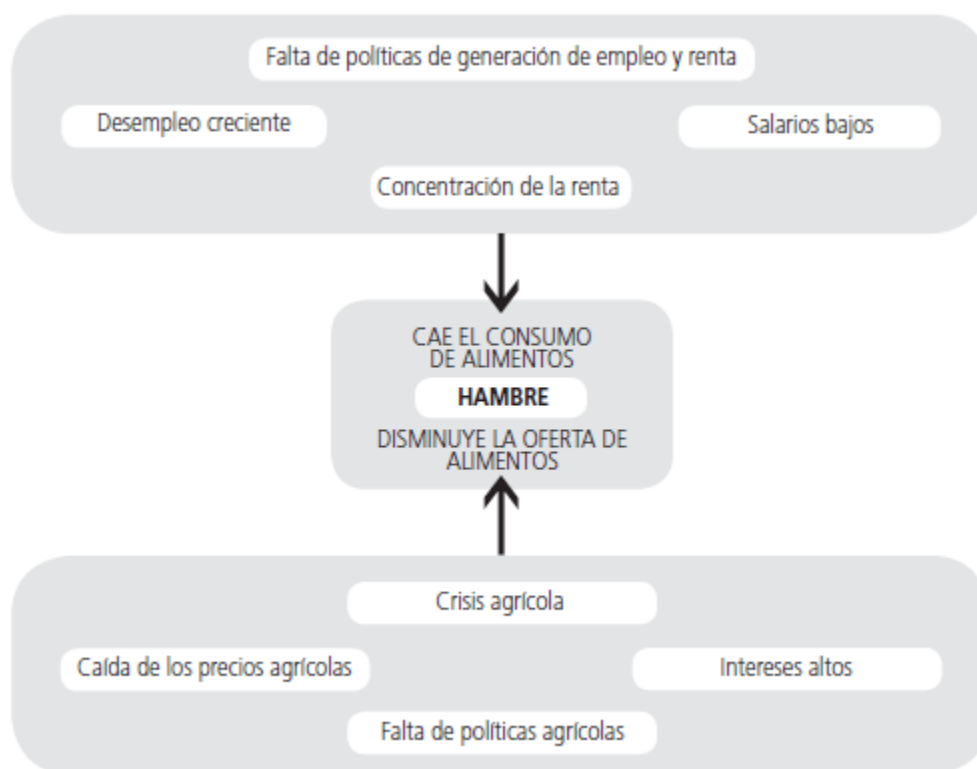 Falta de políticas de generación de empleo y renta
Desempleo creciente
Salarios bajos
Concentración de la renta
CAE EL CONSUMO
DE ALIMENTOS
HAMBRE
DISMINUYE LA OFERTA DE
ALIMENTOS
Crisis agrícola
Caída de los precios agrícolas
Intereses altos
Falta de políticas agrícolas